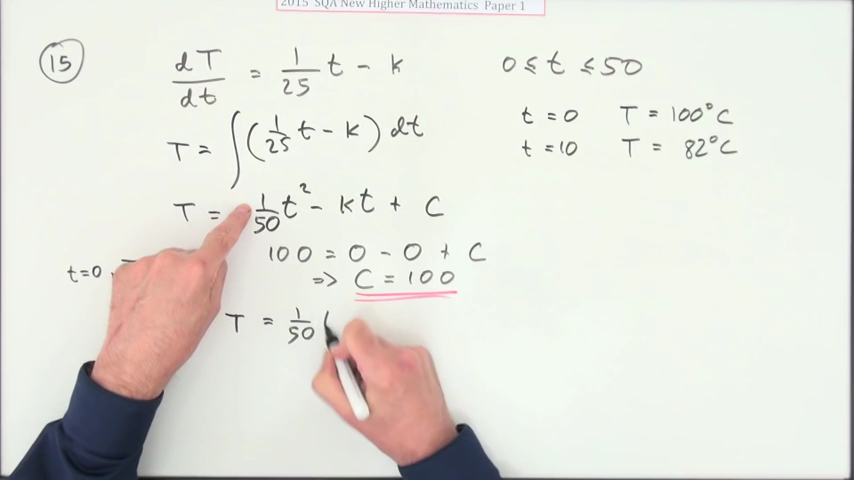 2015 SQA New Higher Mathematics Paper 1
15
dT/dt = 1/25 t - k
0 ≤ t ≤ 50
t = 0 T = 100°C
T = ∫(1/25 t - k) dt
t = 10 T = 82°C
T = 1/50 t² - kt + C
100 = 0 - 0 + C
t=0
=> C = 100
T = 1/50